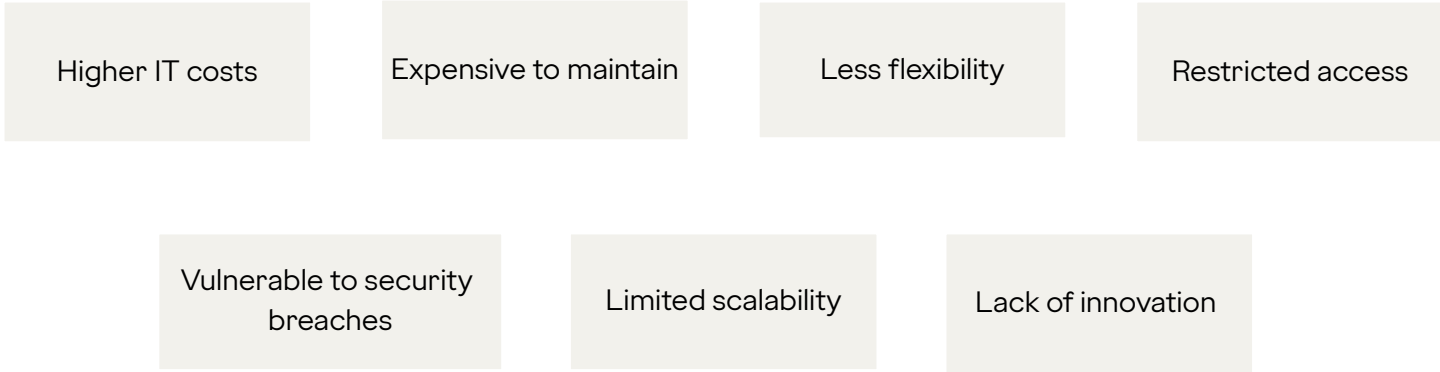 Higher IT costs
Expensive to maintain
Less flexibility
Restricted access
Vulnerable to security
breaches
Limited scalability
Lack of innovation